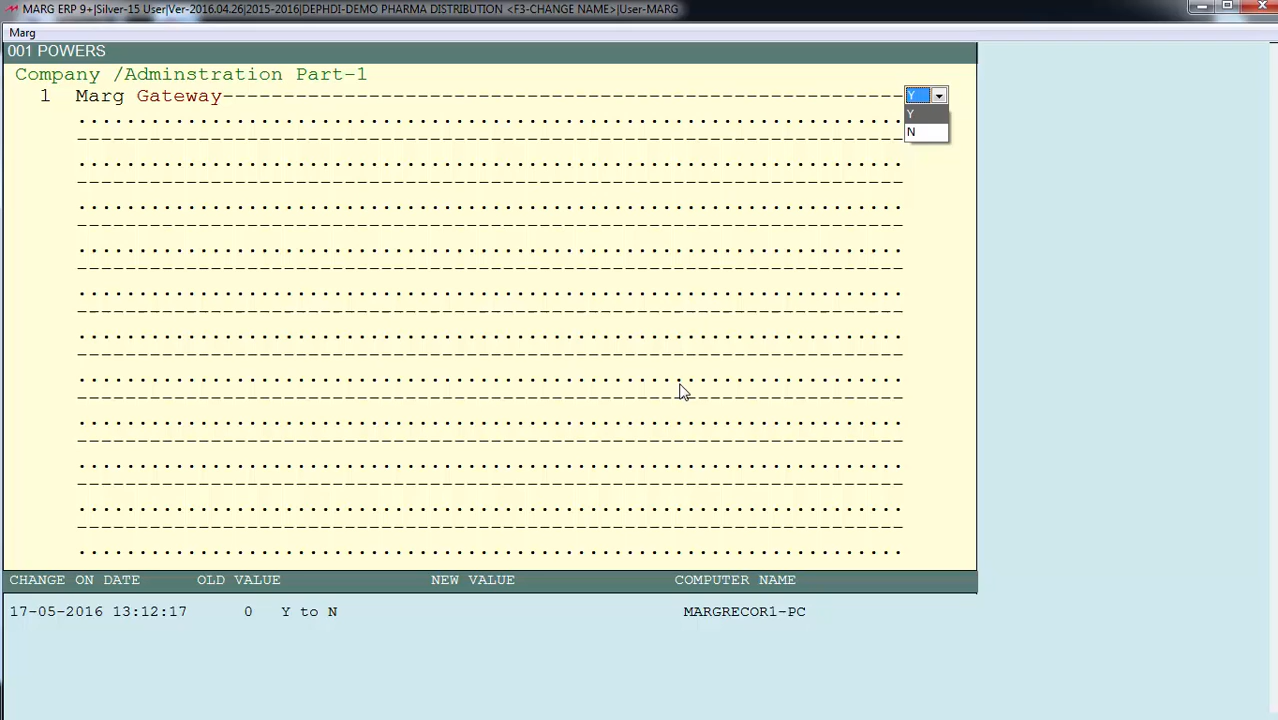 MARG ERP 9+|Silver-15 User|Ver-2016.04.26|2015-2016|DEPHDI-DEMO PHARMA DISTRIBUTION <F3-CHANGE NAME>|User-MARG
Marg
001 POWERS
Company /Adminstration Part-1
1 Marg Gateway Y
Y
N
CHANGE ON DATE OLD VALUE NEW VALUE COMPUTER NAME
17-05-2016 13:12:17 0 Y to N MARGRECOR1-PC